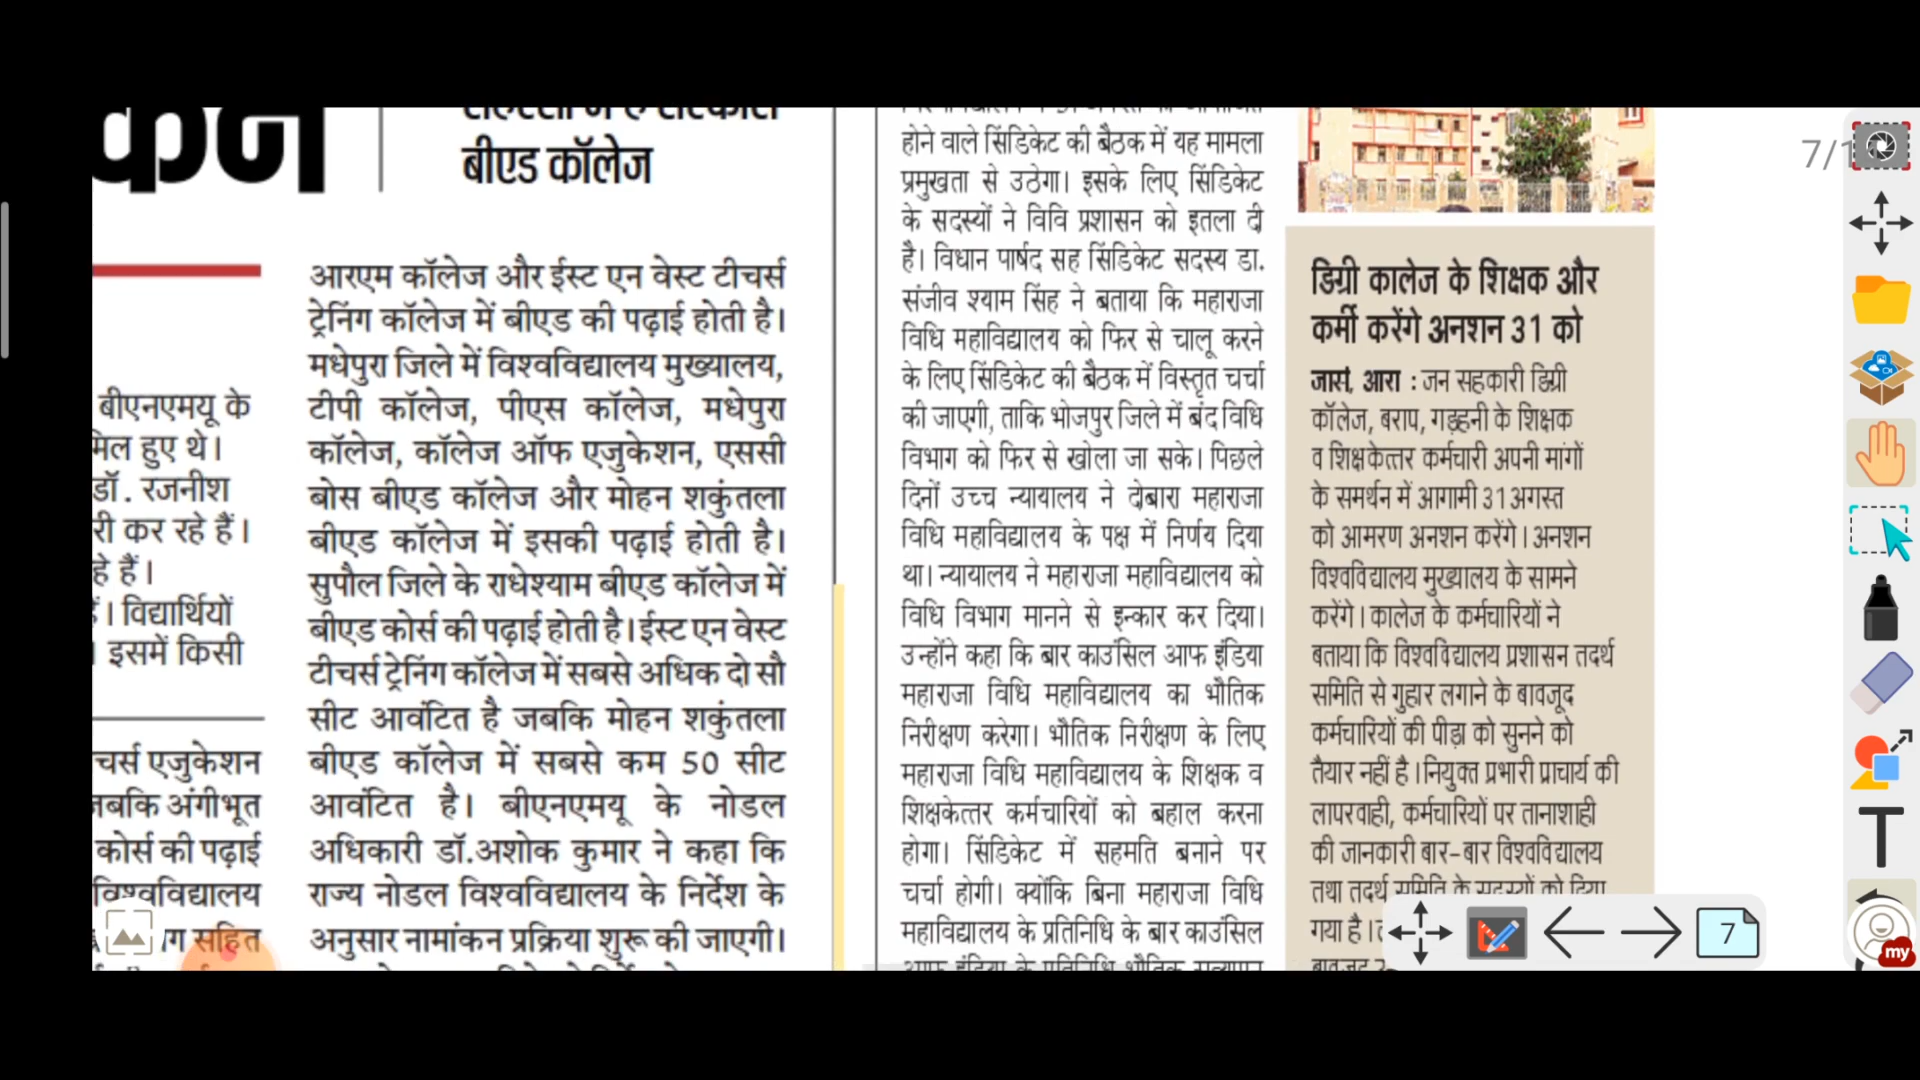 बीएड कॉलेज
बीएनएमयू के
मिल हुए थे।
डॉ. रजनीश
री कर रहे हैं।
हे हैं।
। विद्यार्थियों
। इसमें किसी
चर्स एजुकेशन
जबकि अंगीभूत
कोर्स की पढ़ाई
विश्वविद्यालय
सहित
आरएम कॉलेज और ईस्ट एन वेस्ट टीचर्स
ट्रेनिंग कॉलेज में बीएड की पढ़ाई होती है।
मधेपुरा जिले में विश्वविद्यालय मुख्यालय,
टीपी कॉलेज, पीएस कॉलेज, मधेपुरा
कॉलेज, कॉलेज ऑफ एजुकेशन, एससी
बोस बीएड कॉलेज और मोहन शकुंतला
बीएड कॉलेज में इसकी पढ़ाई होती है।
सुपौल जिले के राधेश्याम बीएड कॉलेज में
बीएड कोर्स की पढ़ाई होती है। ईस्ट एन वेस्ट
टीचर्स ट्रेनिंग कॉलेज में सबसे अधिक दो सौ
सीट आवंटित है जबकि मोहन शकुंतला
बीएड कॉलेज में सबसे कम 50 सीट
आवंटित है। बीएनएमयू के नोडल
अधिकारी डॉ.अशोक कुमार ने कहा कि
राज्य नोडल विश्वविद्यालय के निर्देश के
अनुसार नामांकन प्रक्रिया शुरू की जाएगी।
होने वाले सिंडिकेट की बैठक में यह मामला
प्रमुखता से उठेगा। इसके लिए सिंडिकेट
के सदस्यों ने विवि प्रशासन को इतला दी
है। विधान पार्षद सह सिंडिकेट सदस्य डा.
संजीव श्याम सिंह ने बताया कि महाराजा
विधि महाविद्यालय को फिर से चालू करने
के लिए सिंडिकेट की बैठक में विस्तृत चर्चा
की जाएगी, ताकि भोजपुर जिले में बंद विधि
विभाग को फिर से खोला जा सके। पिछले
दिनों उच्च न्यायालय ने दोबारा महाराजा
विधि महाविद्यालय के पक्ष में निर्णय दिया
था। न्यायालय ने महाराजा महाविद्यालय को
विधि विभाग मानने से इन्कार कर दिया।
उन्होंने कहा कि बार काउंसिल आफ इंडिया
महाराजा विधि महाविद्यालय का भौतिक
निरीक्षण करेगा। भौतिक निरीक्षण के लिए
महाराजा विधि महाविद्यालय के शिक्षक व
शिक्षकेत्तर कर्मचारियों को बहाल करना
होगा। सिंडिकेट में सहमति बनाने पर
चर्चा होगी। क्योंकि बिना महाराजा विधि
महाविद्यालय के प्रतिनिधि के बार काउंसिल
डिग्री कालेज के शिक्षक और
कर्मी करेंगे अनशन 31 को
जासं, आरा : जन सहकारी डिग्री
कॉलेज, बराप, गड़हनी के शिक्षक
व शिक्षकेत्तर कर्मचारी अपनी मांगों
के समर्थन में आगामी 31 अगस्त
को आमरण अनशन करेंगे। अनशन
विश्वविद्यालय मुख्यालय के सामने
करेंगे। कालेज के कर्मचारियों ने
बताया कि विश्वविद्यालय प्रशासन तदर्थ
समिति से गुहार लगाने के बावजूद
कर्मचारियों की पीड़ा को सुनने को
तैयार नहीं है। नियुक्त प्रभारी प्राचार्य की
लापरवाही, कर्मचारियों पर तानाशाही
की जानकारी बार-बार विश्वविद्यालय
तथा तदर्थ समिति के सदस्यों को दिया
गया है।
7/
T
7
my